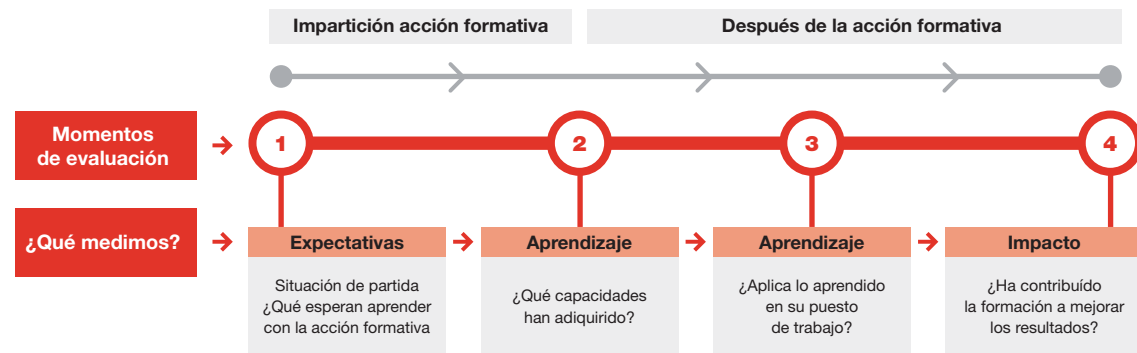 Impartición acción formativa
Después de la acción formativa
Momentos
de evaluación
1
2
3
4
¿Qué medimos?
Expectativas
Situación de partida
¿Qué esperan aprender
con la acción formativa
Aprendizaje
¿Qué capacidades
han adiquirido?
Aprendizaje
¿Aplica lo aprendido
en su puesto
de trabajo?
Impacto
¿Ha contribuído
la formación a mejorar
los resultados?